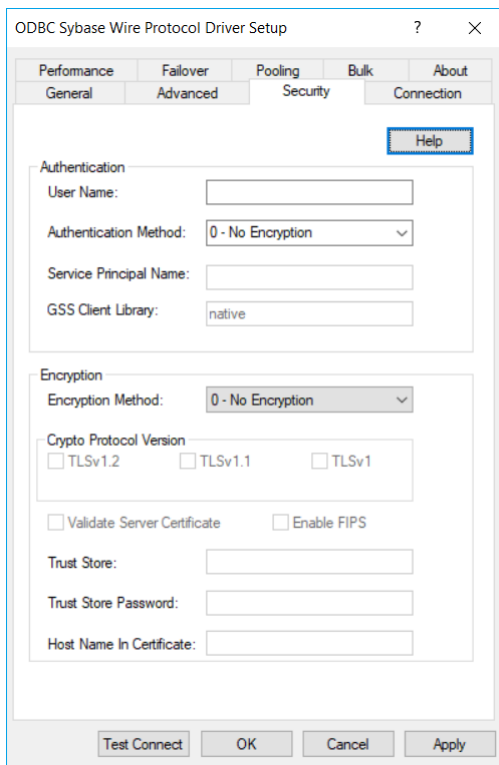 ODBC Sybase Wire Protocol Driver Setup ?
Performance Failover Pooling Bulk About
General Advanced Security Connection
Help
Authentication
User Name:
Authentication Method: 0 - No Encryption
Service Principal Name:
GSS Client Library: native
Encryption
Encryption Method: 0 - No Encryption
Crypto Protocol Version
TLSv1.2 TLSv1.1 TLSv1
Validate Server Certificate Enable FIPS
Trust Store:
Trust Store Password:
Host Name In Certificate:
Test Connect OK Cancel Apply